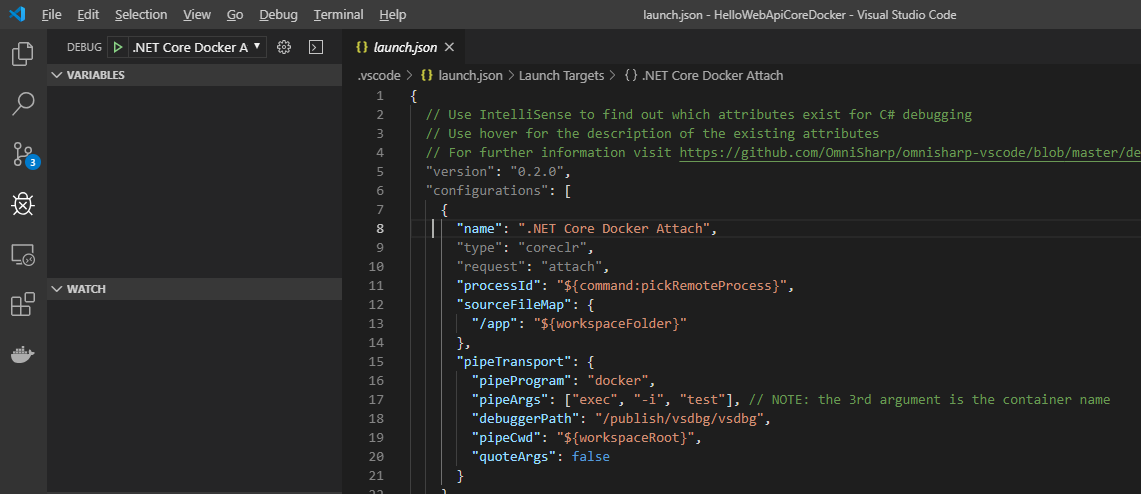 File Edit Selection View Go Debug Terminal Help launch.json - HelloWebApiCoreDocker - Visual Studio Code
DEBUG .NET Core Docker A
3
VARIABLES
WATCH
{} launch.json
.vscode > {} launch.json > Launch Targets > {} .NET Core Docker Attach
1 {
2 // Use IntelliSense to find out which attributes exist for C# debugging
3 // Use hover for the description of the existing attributes
4 // For further information visit https://github.com/OmniSharp/omnisharp-vscode/blob/master/de
5 "version": "0.2.0",
6 "configurations": [
7 {
8 "name": ".NET Core Docker Attach",
9 "type": "coreclr",
10 "request": "attach",
11 "processId": "${command:pickRemoteProcess}",
12 "sourceFileMap": {
13 "/app": "${workspaceFolder}"
14 },
15 "pipeTransport": {
16 "pipeProgram": "docker",
17 "pipeArgs": ["exec", "-i", "test"], // NOTE: the 3rd argument is the container name
18 "debuggerPath": "/publish/vsdbg/vsdbg",
19 "pipeCwd": "${workspaceRoot}",
20 "quoteArgs": false
21 }
22 }